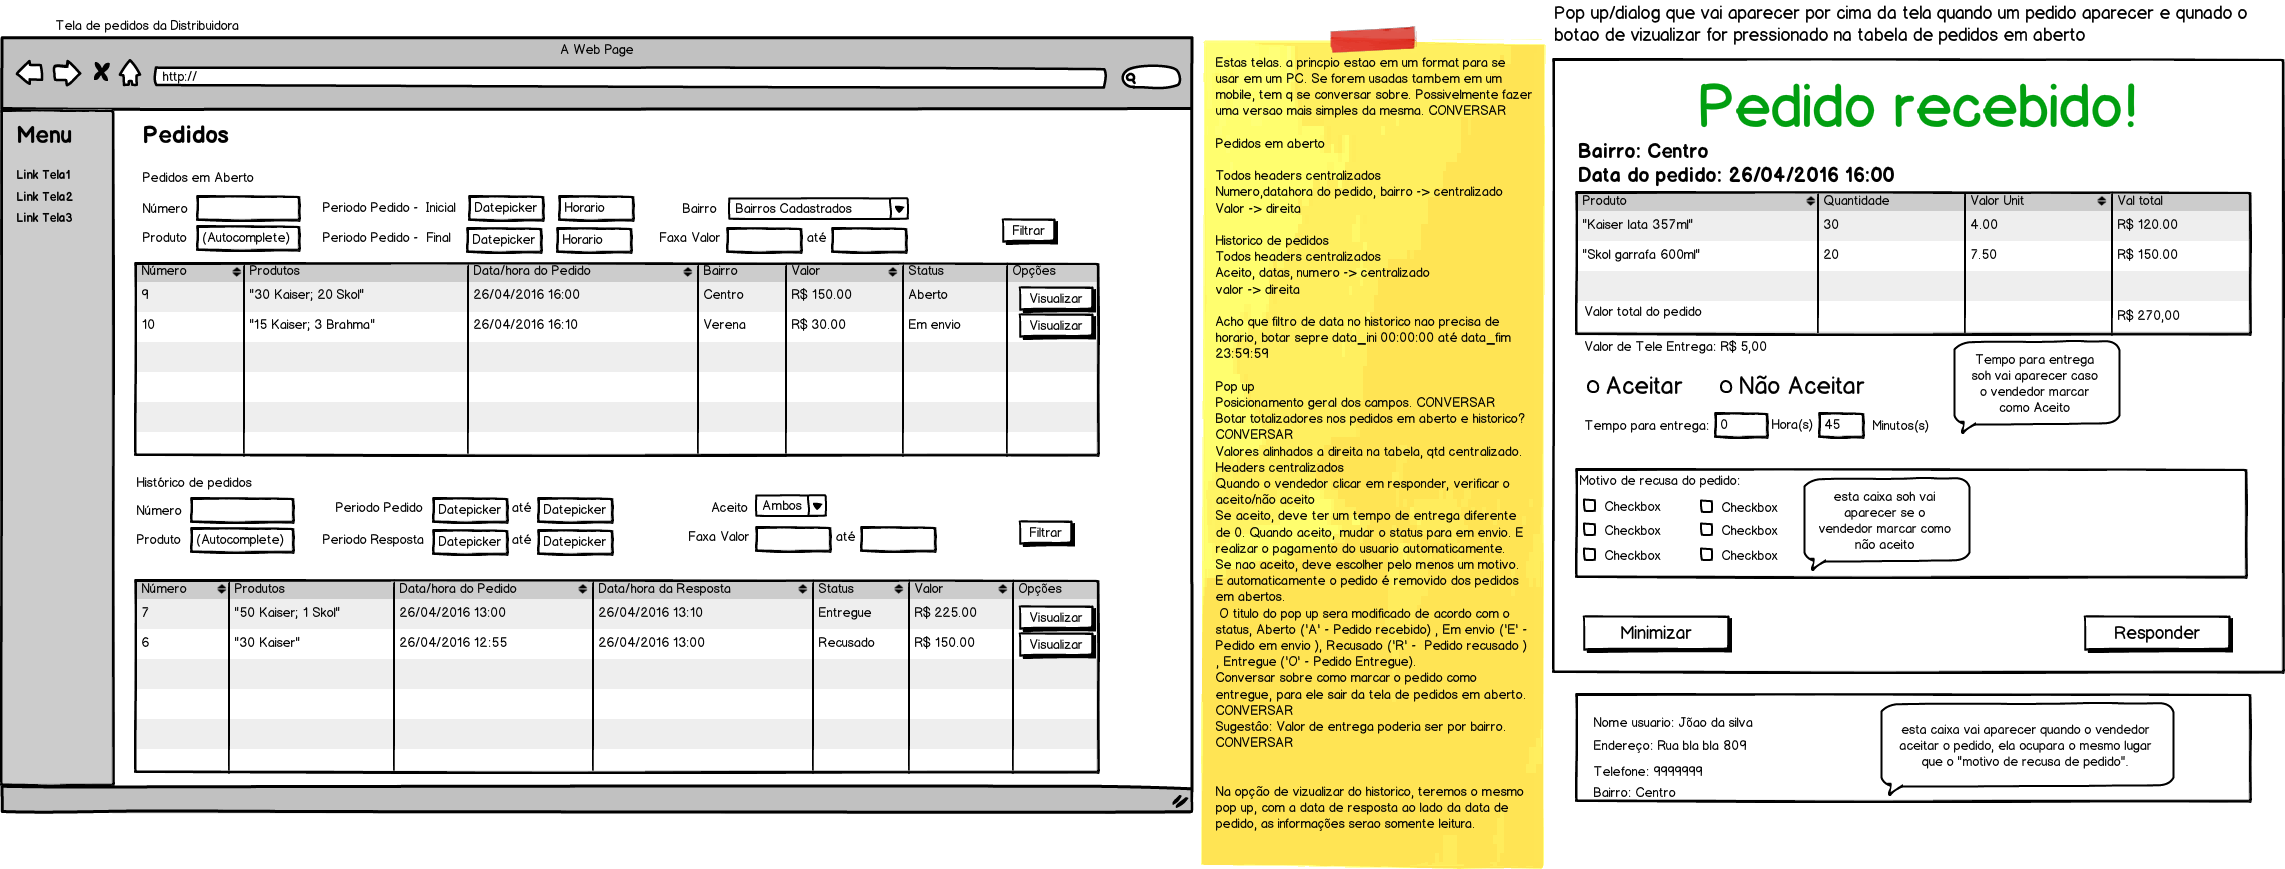 Tela de pedidos da Distribuidora
A Web Page
http://
Menu
Link Tela1
Link Tela2
Link Tela3
Pedidos
Pedidos em Aberto
Número Periodo Pedido - Inicial Datepicker Horario Bairro Bairros Cadastrados
Produto (Autocomplete) Periodo Pedido - Final Datepicker Horario Faxa Valor até Filtrar
Número Produtos Data/hora do Pedido Bairro Valor Status Opções
9 "30 Kaiser; 20 Skol" 26/04/2016 16:00 Centro R$ 150.00 Aberto Visualizar
10 "15 Kaiser; 3 Brahma" 26/04/2016 16:10 Verena R$ 30.00 Em envio Visualizar
Histórico de pedidos
Número Periodo Pedido Datepicker até Datepicker Aceito Ambos
Produto (Autocomplete) Periodo Resposta Datepicker até Datepicker Faxa Valor até Filtrar
Número Produtos Data/hora do Pedido Data/hora da Resposta Status Valor Opções
7 "50 Kaiser; 1 Skol" 26/04/2016 13:00 26/04/2016 13:10 Entregue R$ 225.00 Visualizar
6 "30 Kaiser" 26/04/2016 12:55 26/04/2016 13:00 Recusado R$ 150.00 Visualizar
Estas telas. a princpio estao em um format para se
usar em um PC. Se forem usadas tambem em um
mobile, tem q se conversar sobre. Possivelmente fazer
uma versao mais simples da mesma. CONVERSAR
Pedidos em aberto
Todos headers centralizados
Numero,datahora do pedido, bairro -> centralizado
Valor -> direita
Historico de pedidos
Todos headers centralizados
Aceito, datas, numero -> centralizado
valor -> direita
Acho que filtro de data no historico nao precisa de
horario, botar sepre data_ini 00:00:00 até data_fim
23:59:59
Pop up
Posicionamento geral dos campos. CONVERSAR
Botar totalizadores nos pedidos em aberto e historico?
CONVERSAR
Valores alinhados a direita na tabela, qtd centralizado.
Headers centralizados
Quando o vendedor clicar em responder, verificar o
aceito/não aceito
Se aceito, deve ter um tempo de entrega diferente
de 0. Quando aceito, mudar o status para em envio. E
realizar o pagamento do usuario automaticamente.
Se nao aceito, deve escolher pelo menos um motivo.
E automaticamente o pedido é removido dos pedidos
em abertos.
O titulo do pop up sera modificado de acordo com o
status, Aberto ('A' - Pedido recebido) , Em envio ('E' -
Pedido em envio ), Recusado ('R' - Pedido recusado )
, Entregue ('O' - Pedido Entregue).
Conversar sobre como marcar o pedido como
entregue, para ele sair da tela de pedidos em aberto.
CONVERSAR
Sugestâo: Valor de entrega poderia ser por bairro.
CONVERSAR
Na opção de vizualizar do historico, teremos o mesmo
pop up, com a data de resposta ao lado da data de
pedido, as informações serao somente leitura.
Pop up/dialog que vai aparecer por cima da tela quando um pedido aparecer e qunado o
botao de vizualizar for pressionado na tabela de pedidos em aberto
Pedido recebido!
Bairro: Centro
Data do pedido: 26/04/2016 16:00
Produto Quantidade Valor Unit Val total
"Kaiser lata 357ml" 30 4.00 R$ 120.00
"Skol garrafa 600ml" 20 7.50 R$ 150.00
Valor total do pedido R$ 270,00
Valor de Tele Entrega: R$ 5,00
Aceitar Não Aceitar
Tempo para entrega: 0 Hora(s) 45 Minutos(s)
Tempo para entrega
soh vai aparecer caso
o vendedor marcar
como Aceito
Motivo de recusa do pedido:
Checkbox Checkbox
Checkbox Checkbox
Checkbox Checkbox
esta caixa soh vai
aparecer se o
vendedor marcar como
não aceito
Minimizar Responder
Nome usuario: Jõao da silva
Endereço: Rua bla bla 809
Telefone: 9999999
Bairro: Centro
esta caixa vai aparecer quando o vendedor
aceitar o pedido, ela ocupara o mesmo lugar
que o "motivo de recusa de pedido".